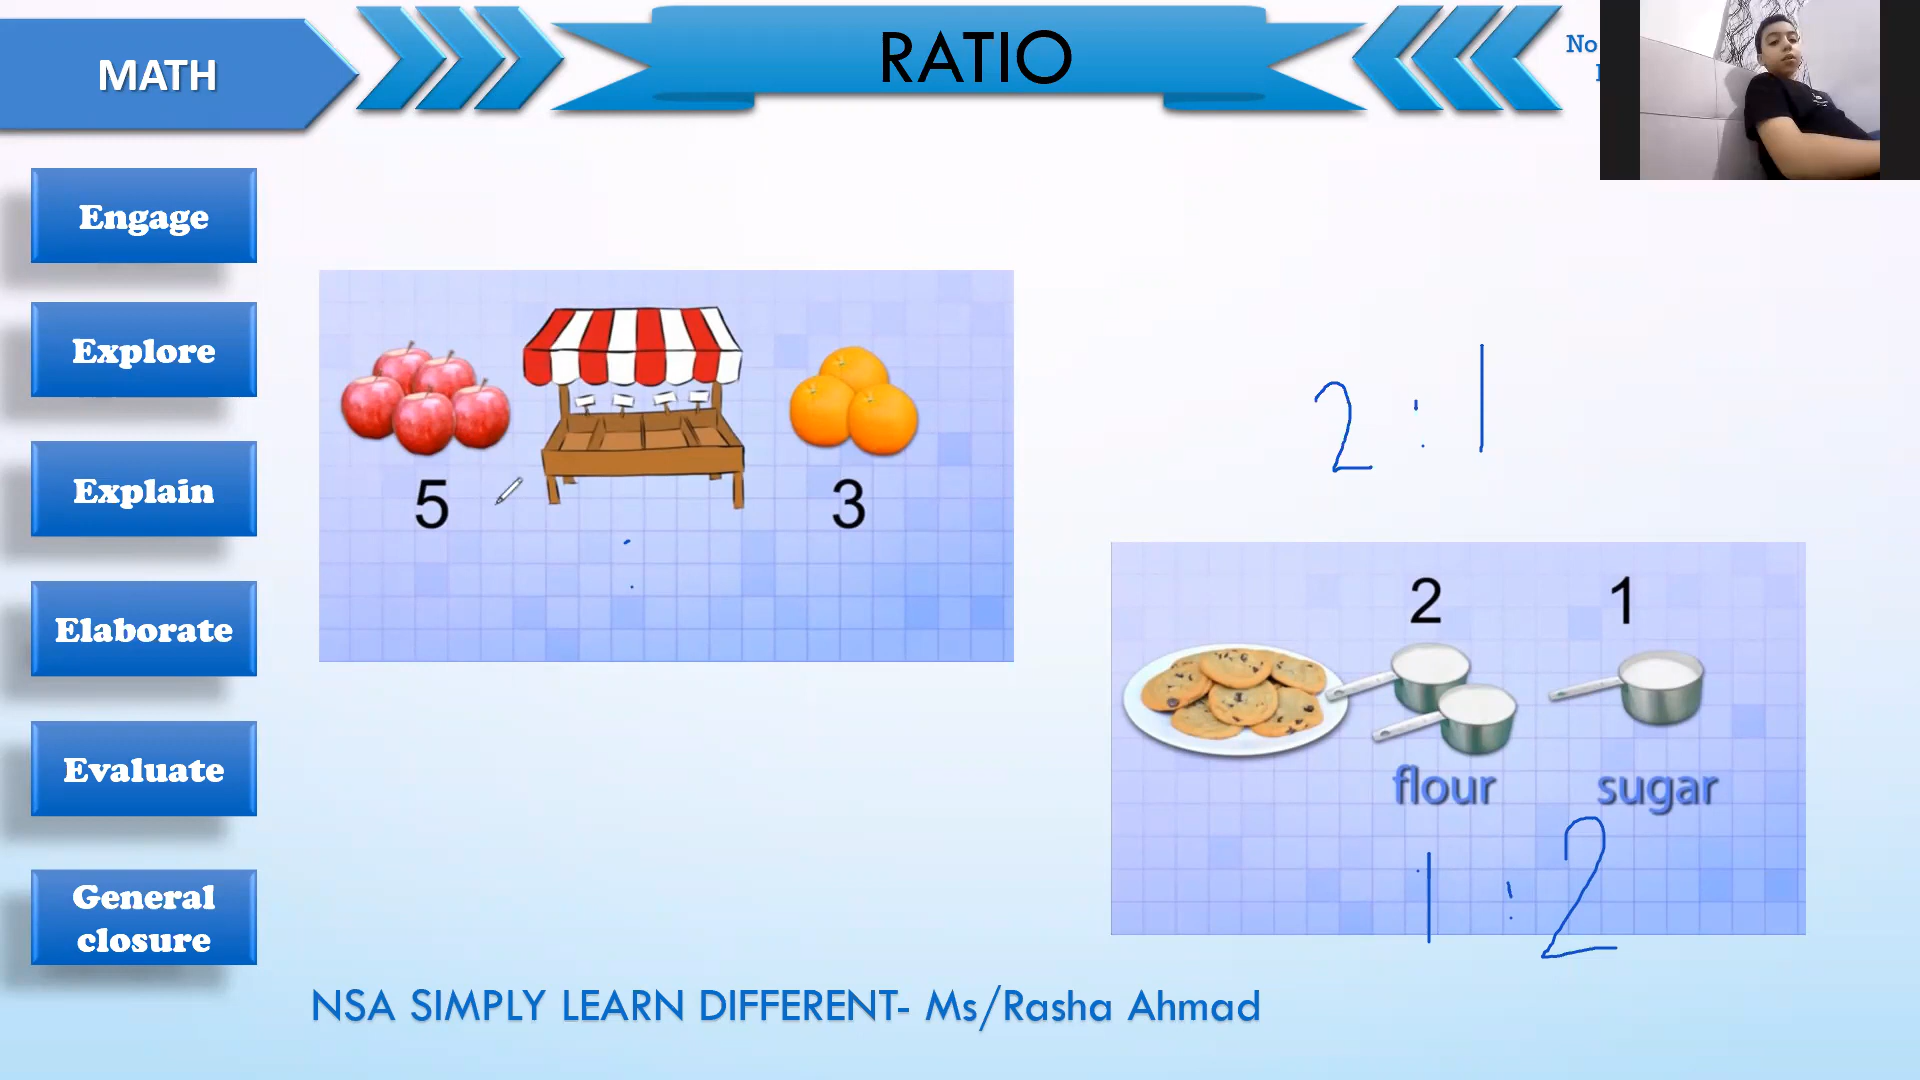 MATH
RATIO
No
Engage
Explore
Explain
Elaborate
Evaluate
General
closure
5
3
:
2 : 1
2
1
flour
sugar
1 : 2
NSA SIMPLY LEARN DIFFERENT- Ms/Rasha Ahmad